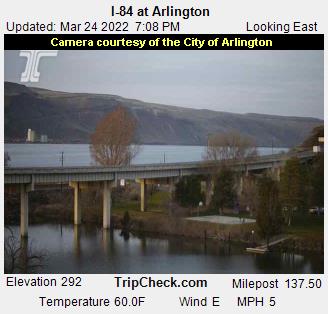 I-84 at Arlington
Updated: Mar 24 2022 7:08 PM Looking East
Camera courtesy of the City of Arlington
Elevation 292 TripCheck.com Milepost 137.50
Temperature 60.0F Wind E MPH 5